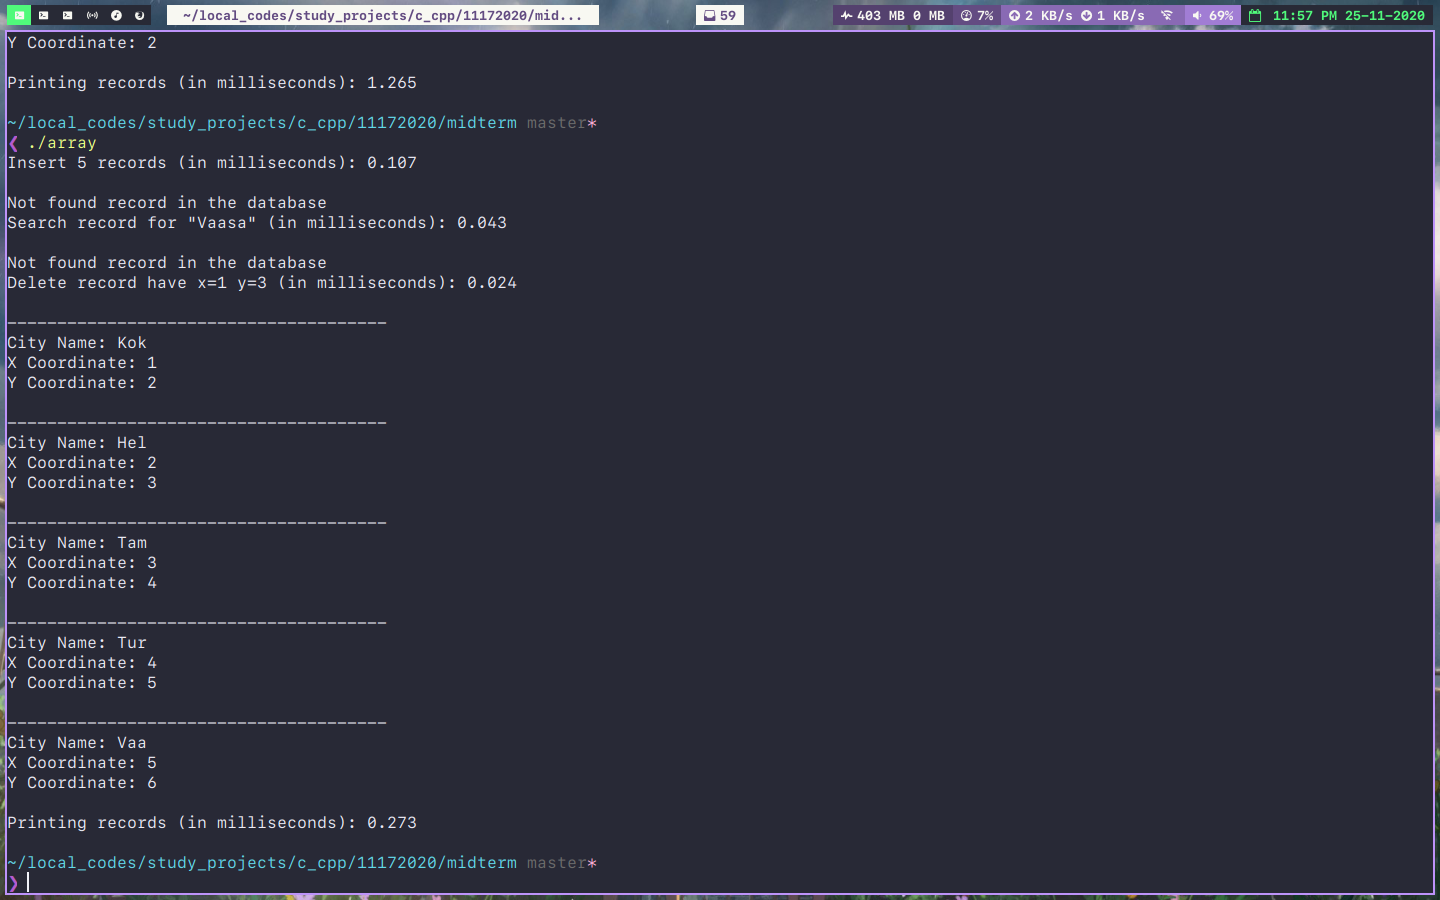 ~/local_codes/study_projects/c_cpp/11172020/mid... 59 403 MB 0 MB 7% 2 KB/s 1 KB/s 69% 11:57 PM 25-11-2020
Y Coordinate: 2
Printing records (in milliseconds): 1.265
~/local_codes/study_projects/c_cpp/11172020/midterm master*
❮ ./array
Insert 5 records (in milliseconds): 0.107
Not found record in the database
Search record for "Vaasa" (in milliseconds): 0.043
Not found record in the database
Delete record have x=1 y=3 (in milliseconds): 0.024
______________________________________
City Name: Kok
X Coordinate: 1
Y Coordinate: 2
______________________________________
City Name: Hel
X Coordinate: 2
Y Coordinate: 3
______________________________________
City Name: Tam
X Coordinate: 3
Y Coordinate: 4
______________________________________
City Name: Tur
X Coordinate: 4
Y Coordinate: 5
______________________________________
City Name: Vaa
X Coordinate: 5
Y Coordinate: 6
Printing records (in milliseconds): 0.273
~/local_codes/study_projects/c_cpp/11172020/midterm master*
❯